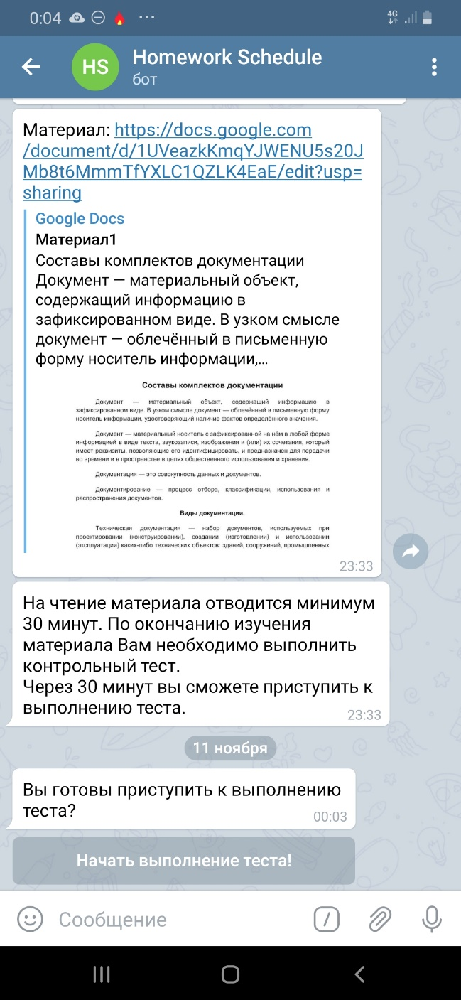 0:04
4G
HS
Homework Schedule
бот
Материал: https://docs.google.com
/document/d/1UVeazkKmqYJWENU5s20J
Mb8t6MmmTfYXLC1QZLK4EaE/edit?usp=
sharing
Google Docs
Материал1
Составы комплектов документации
Документ — материальный объект,
содержащий информацию в
зафиксированном виде. В узком смысле
документ — облечённый в письменную
форму носитель информации,...
Составы комплектов документации
Документ — материальный объект, содержащий информацию в
зафиксированном виде. В узком смысле документ — облечённый в письменную форму
носитель информации, удостоверяющий наличие фактов определённого значения.
Документ — материальный носитель с зафиксированной на нём в любой форме
информацией в виде текста, звукозаписи, изображения и (или) их сочетания, который
имеет реквизиты, позволяющие его идентифицировать, и предназначен для передачи
во времени и в пространстве в целях общественного использования и хранения.
Документация — это совокупность данных и документов.
Документирование — процесс отбора, классификации, использования и
распространения документов.
Виды документации.
Техническая документация — набор документов, используемых при
проектировании (конструировании), создании (изготовлении) и использовании
(эксплуатации) каких-либо технических объектов: зданий, сооружений, промышленных
23:33
На чтение материала отводится минимум
30 минут. По окончанию изучения
материала Вам необходимо выполнить
контрольный тест.
Через 30 минут вы сможете приступить к
выполнению теста.
23:33
11 ноября
Вы готовы приступить к выполнению
теста?
00:03
Начать выполнение теста!
Сообщение